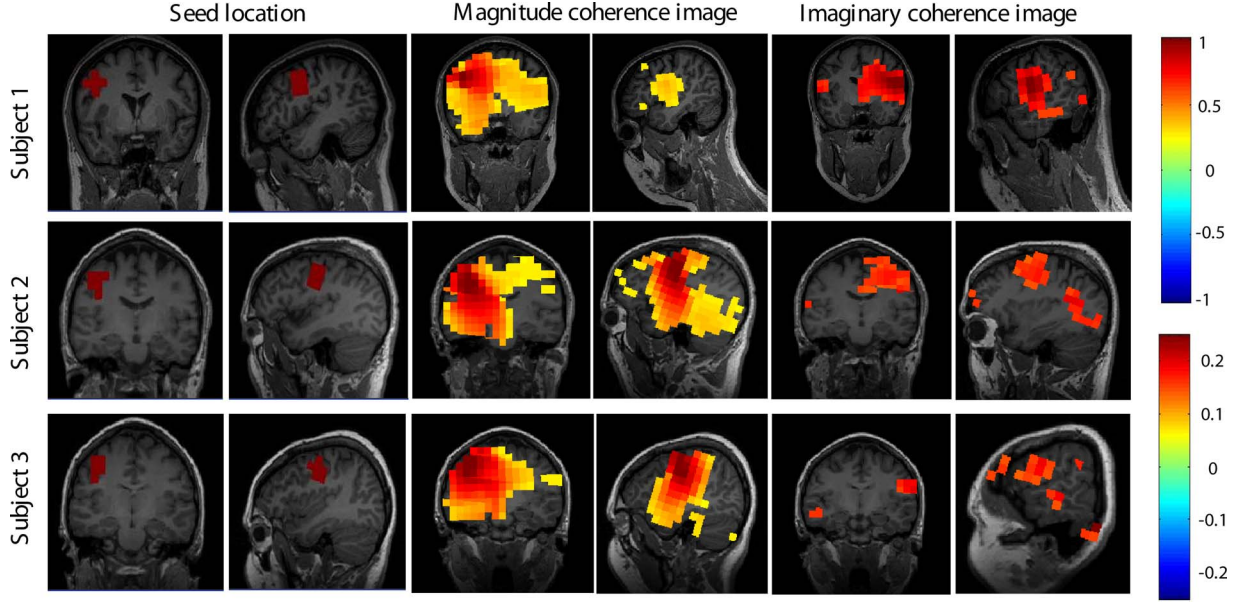 Seed location
Magnitude coherence image
Imaginary coherence image
Subject 1
Subject 2
Subject 3
1
0.5
0
-0.5
-1
0.2
0.1
0
-0.1
-0.2